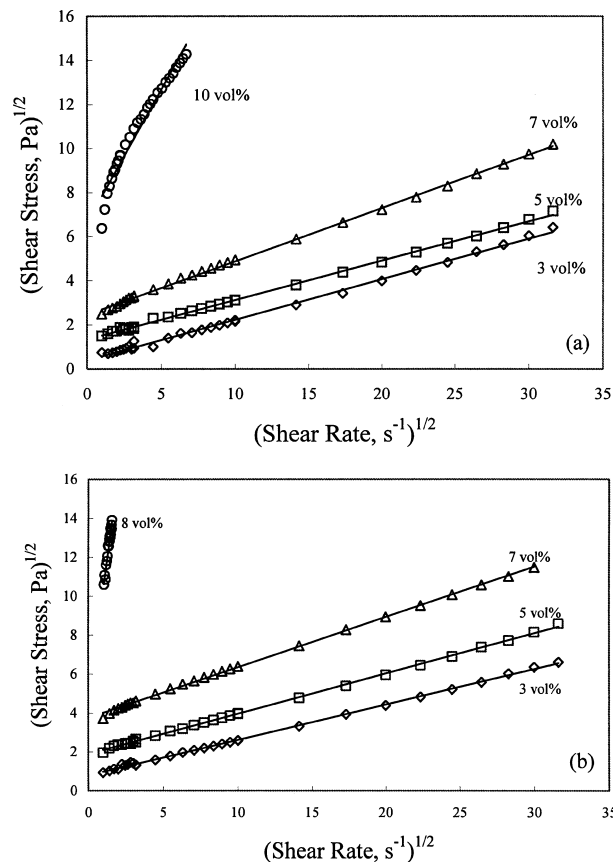 (Shear Stress, Pa)^1/2
16
14
12
10
8
6
4
2
0
10 vol%
7 vol%
5 vol%
3 vol%
(a)
0 5 10 15 20 25 30 35
(Shear Rate, s^-1)^1/2
(Shear Stress, Pa)^1/2
16
14
12
10
8
6
4
2
0
8 vol%
7 vol%
5 vol%
3 vol%
(b)
0 5 10 15 20 25 30 35
(Shear Rate, s^-1)^1/2